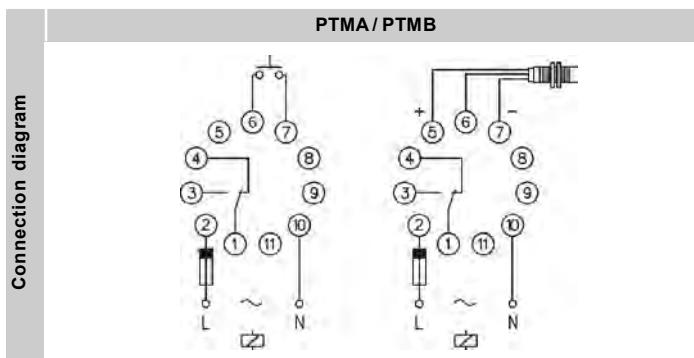 PTMA / PTMB
Connection diagram
6
5 7
4 8
3 9
2 10
1 11
L ~ N
+ 5 6 7 −
4 8
3 9
2 10
1 11
L ~ N